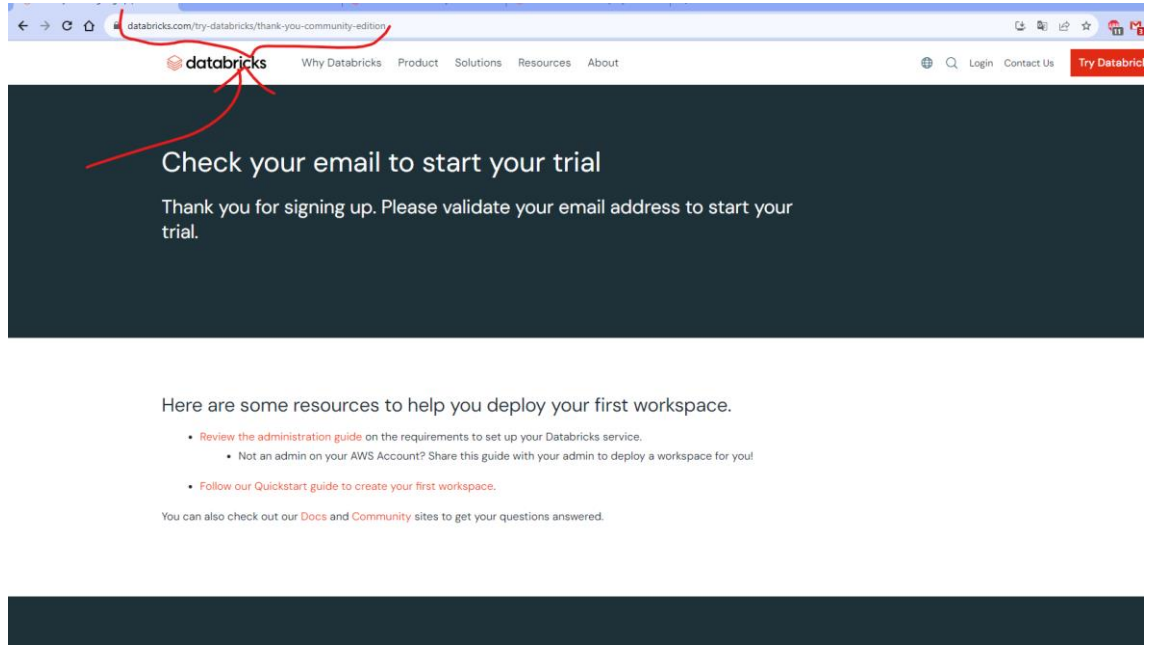 databricks.com/try-databricks/thank-you-community-edition
databricks
Why Databricks Product Solutions Resources About
Login Contact Us
Check your email to start your trial
Thank you for signing up. Please validate your email address to start your
trial.
Here are some resources to help you deploy your first workspace.
Review the administration guide on the requirements to set up your Databricks service.
Not an admin on your AWS Account? Share this guide with your admin to deploy a workspace for you!
Follow our Quickstart guide to create your first workspace.
You can also check out our Docs and Community sites to get your questions answered.